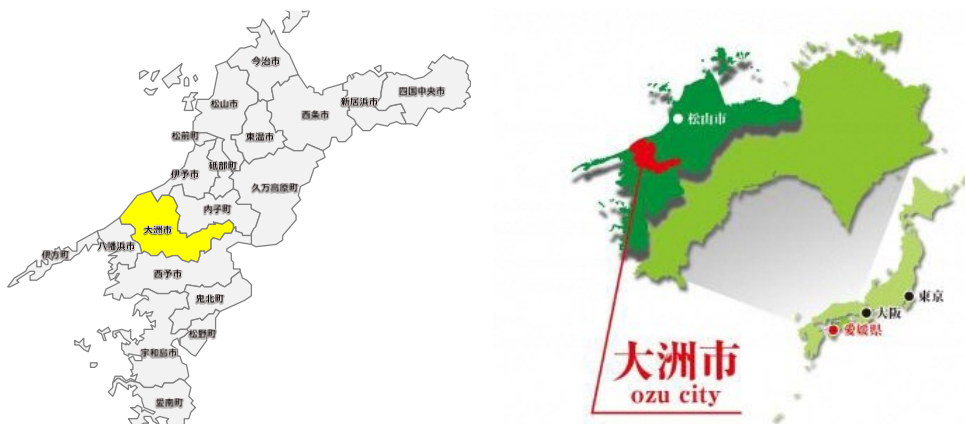 今治市
四国中央市
新居浜市
松山市
西条市
松前町
東温市
砥部町
伊予市
久万高原町
内子町
大洲市
八幡浜市
伊方町
西予市
鬼北町
松野町
宇和島市
愛南町
松山市
東京
大阪
愛媛県
大洲市
ozu city